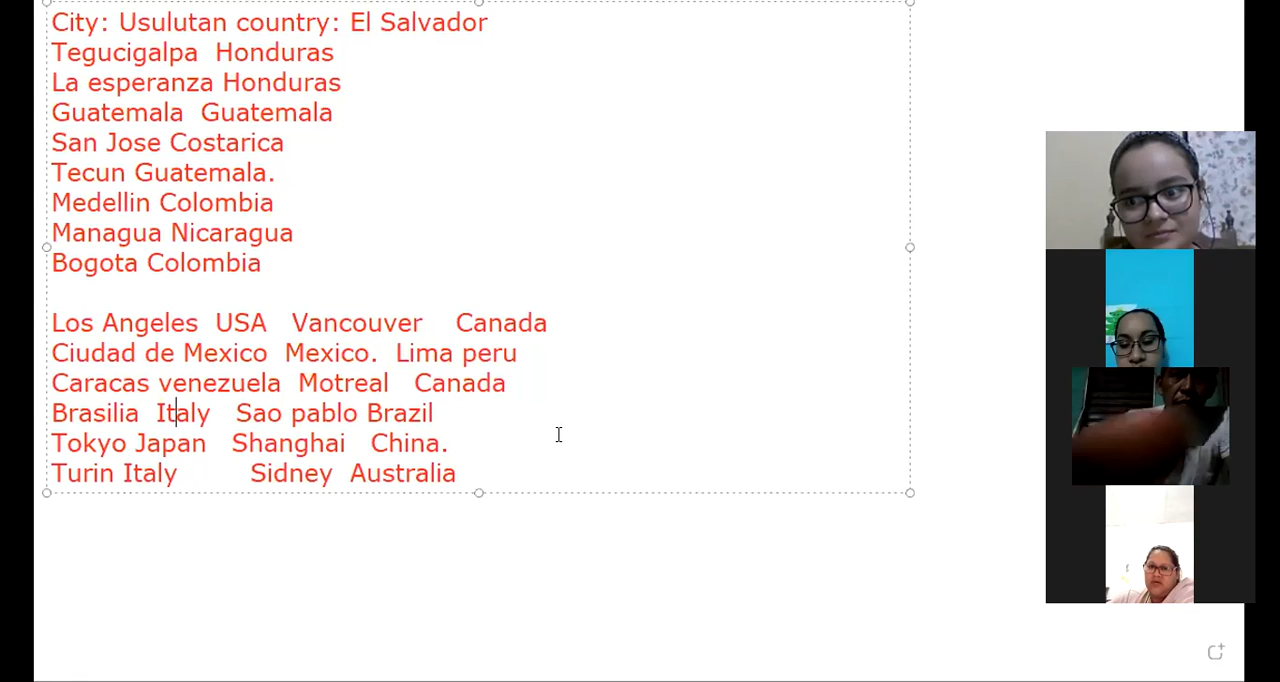 City: Usulutan country: El Salvador
Tegucigalpa Honduras
La esperanza Honduras
Guatemala Guatemala
San Jose Costarica
Tecun Guatemala.
Medellin Colombia
Managua Nicaragua
Bogota Colombia
Los Angeles USA Vancouver Canada
Ciudad de Mexico Mexico. Lima peru
Caracas venezuela Motreal Canada
Brasilia Italy Sao pablo Brazil
Tokyo Japan Shanghai China.
Turin Italy Sidney Australia